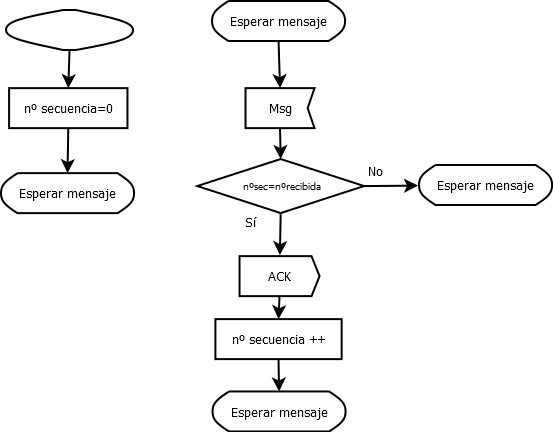 nº secuencia=0
Esperar mensaje
Esperar mensaje
Msg
nºsec=nºrecibida
No
Esperar mensaje
Sí
ACK
nº secuencia ++
Esperar mensaje